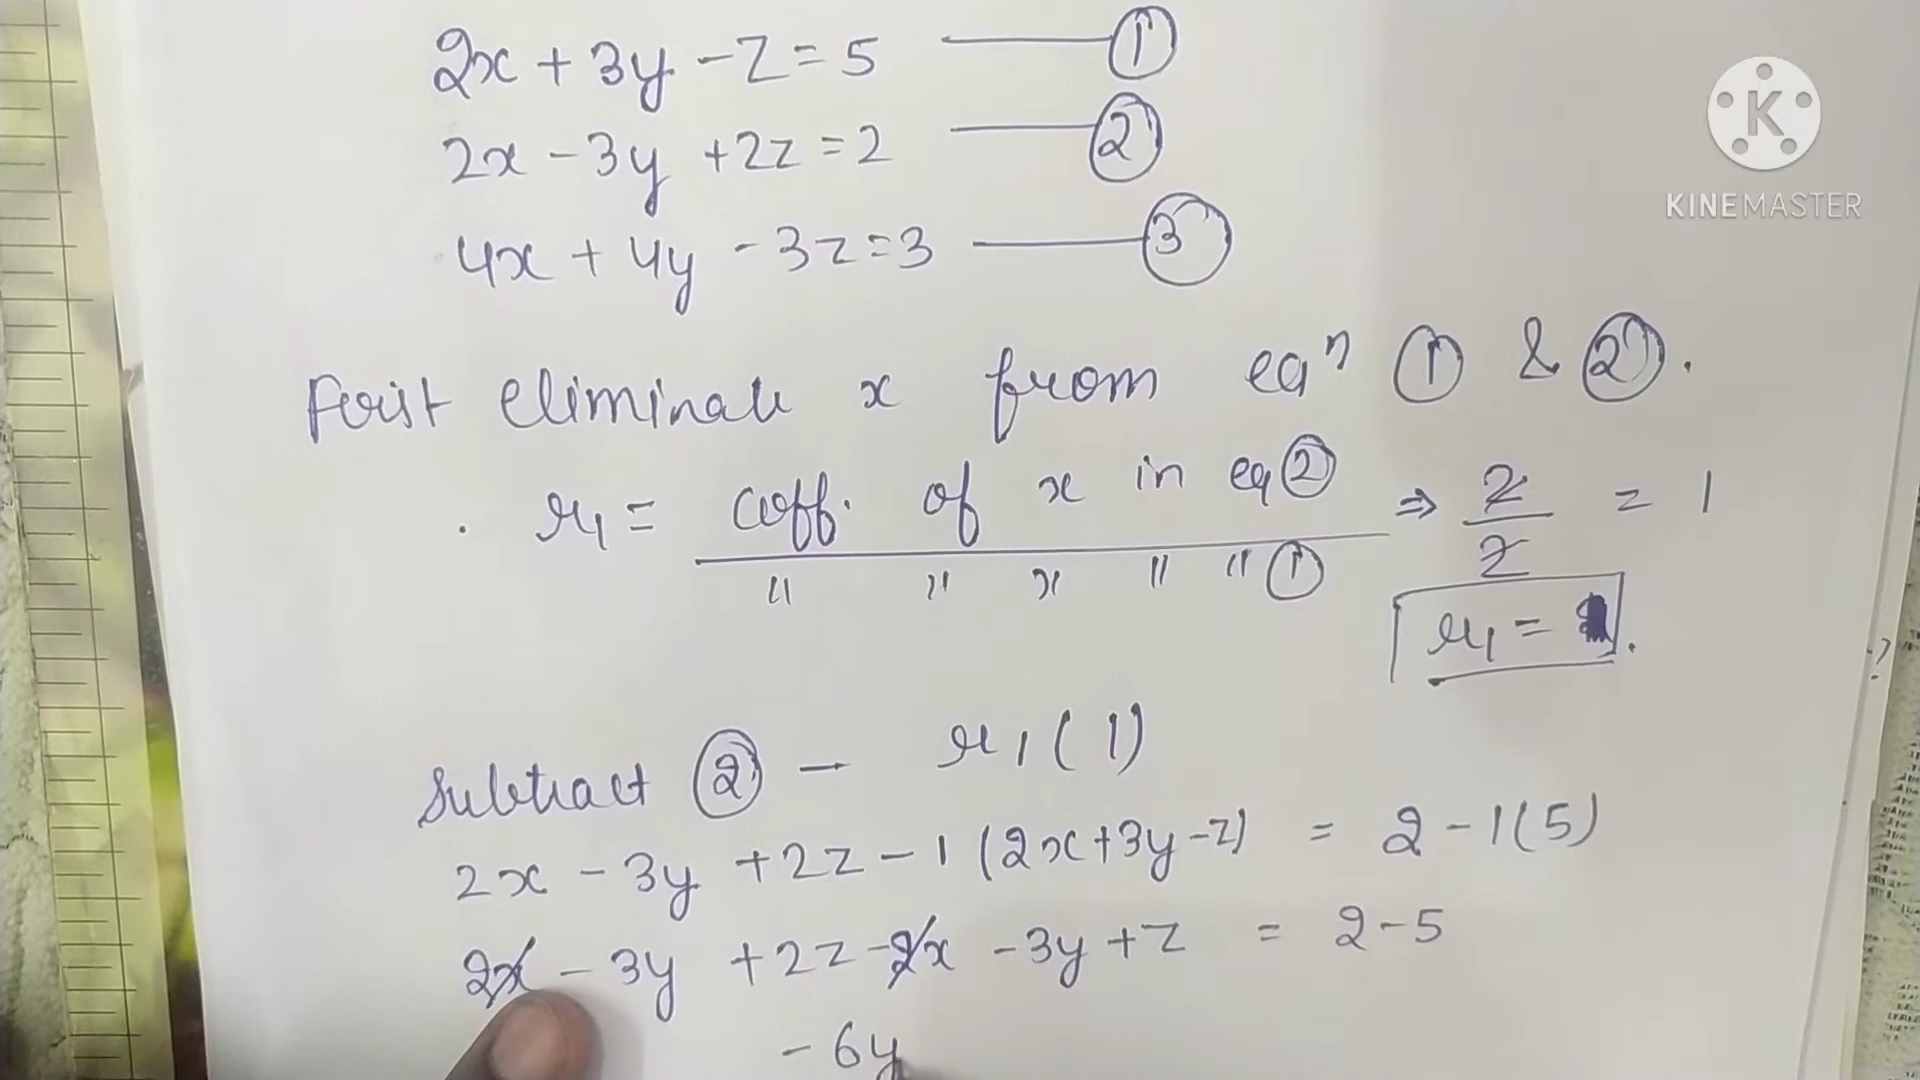 2x + 3y - z = 5 —— ①
2x - 3y + 2z = 2 —— ②
4x + 4y - 3z = 3 —— ③
First eliminate x from eqⁿ ① & ②.
r₁ = coff. of x in eq ② ⇒ 2/2 = 1
" " x " " ①
r₁ = 1.
Subtract ② - r₁(1)
2x - 3y + 2z - 1(2x + 3y - z) = 2 - 1(5)
2x - 3y + 2z - 2x - 3y + z = 2 - 5
- 6y
K
KINEMASTER